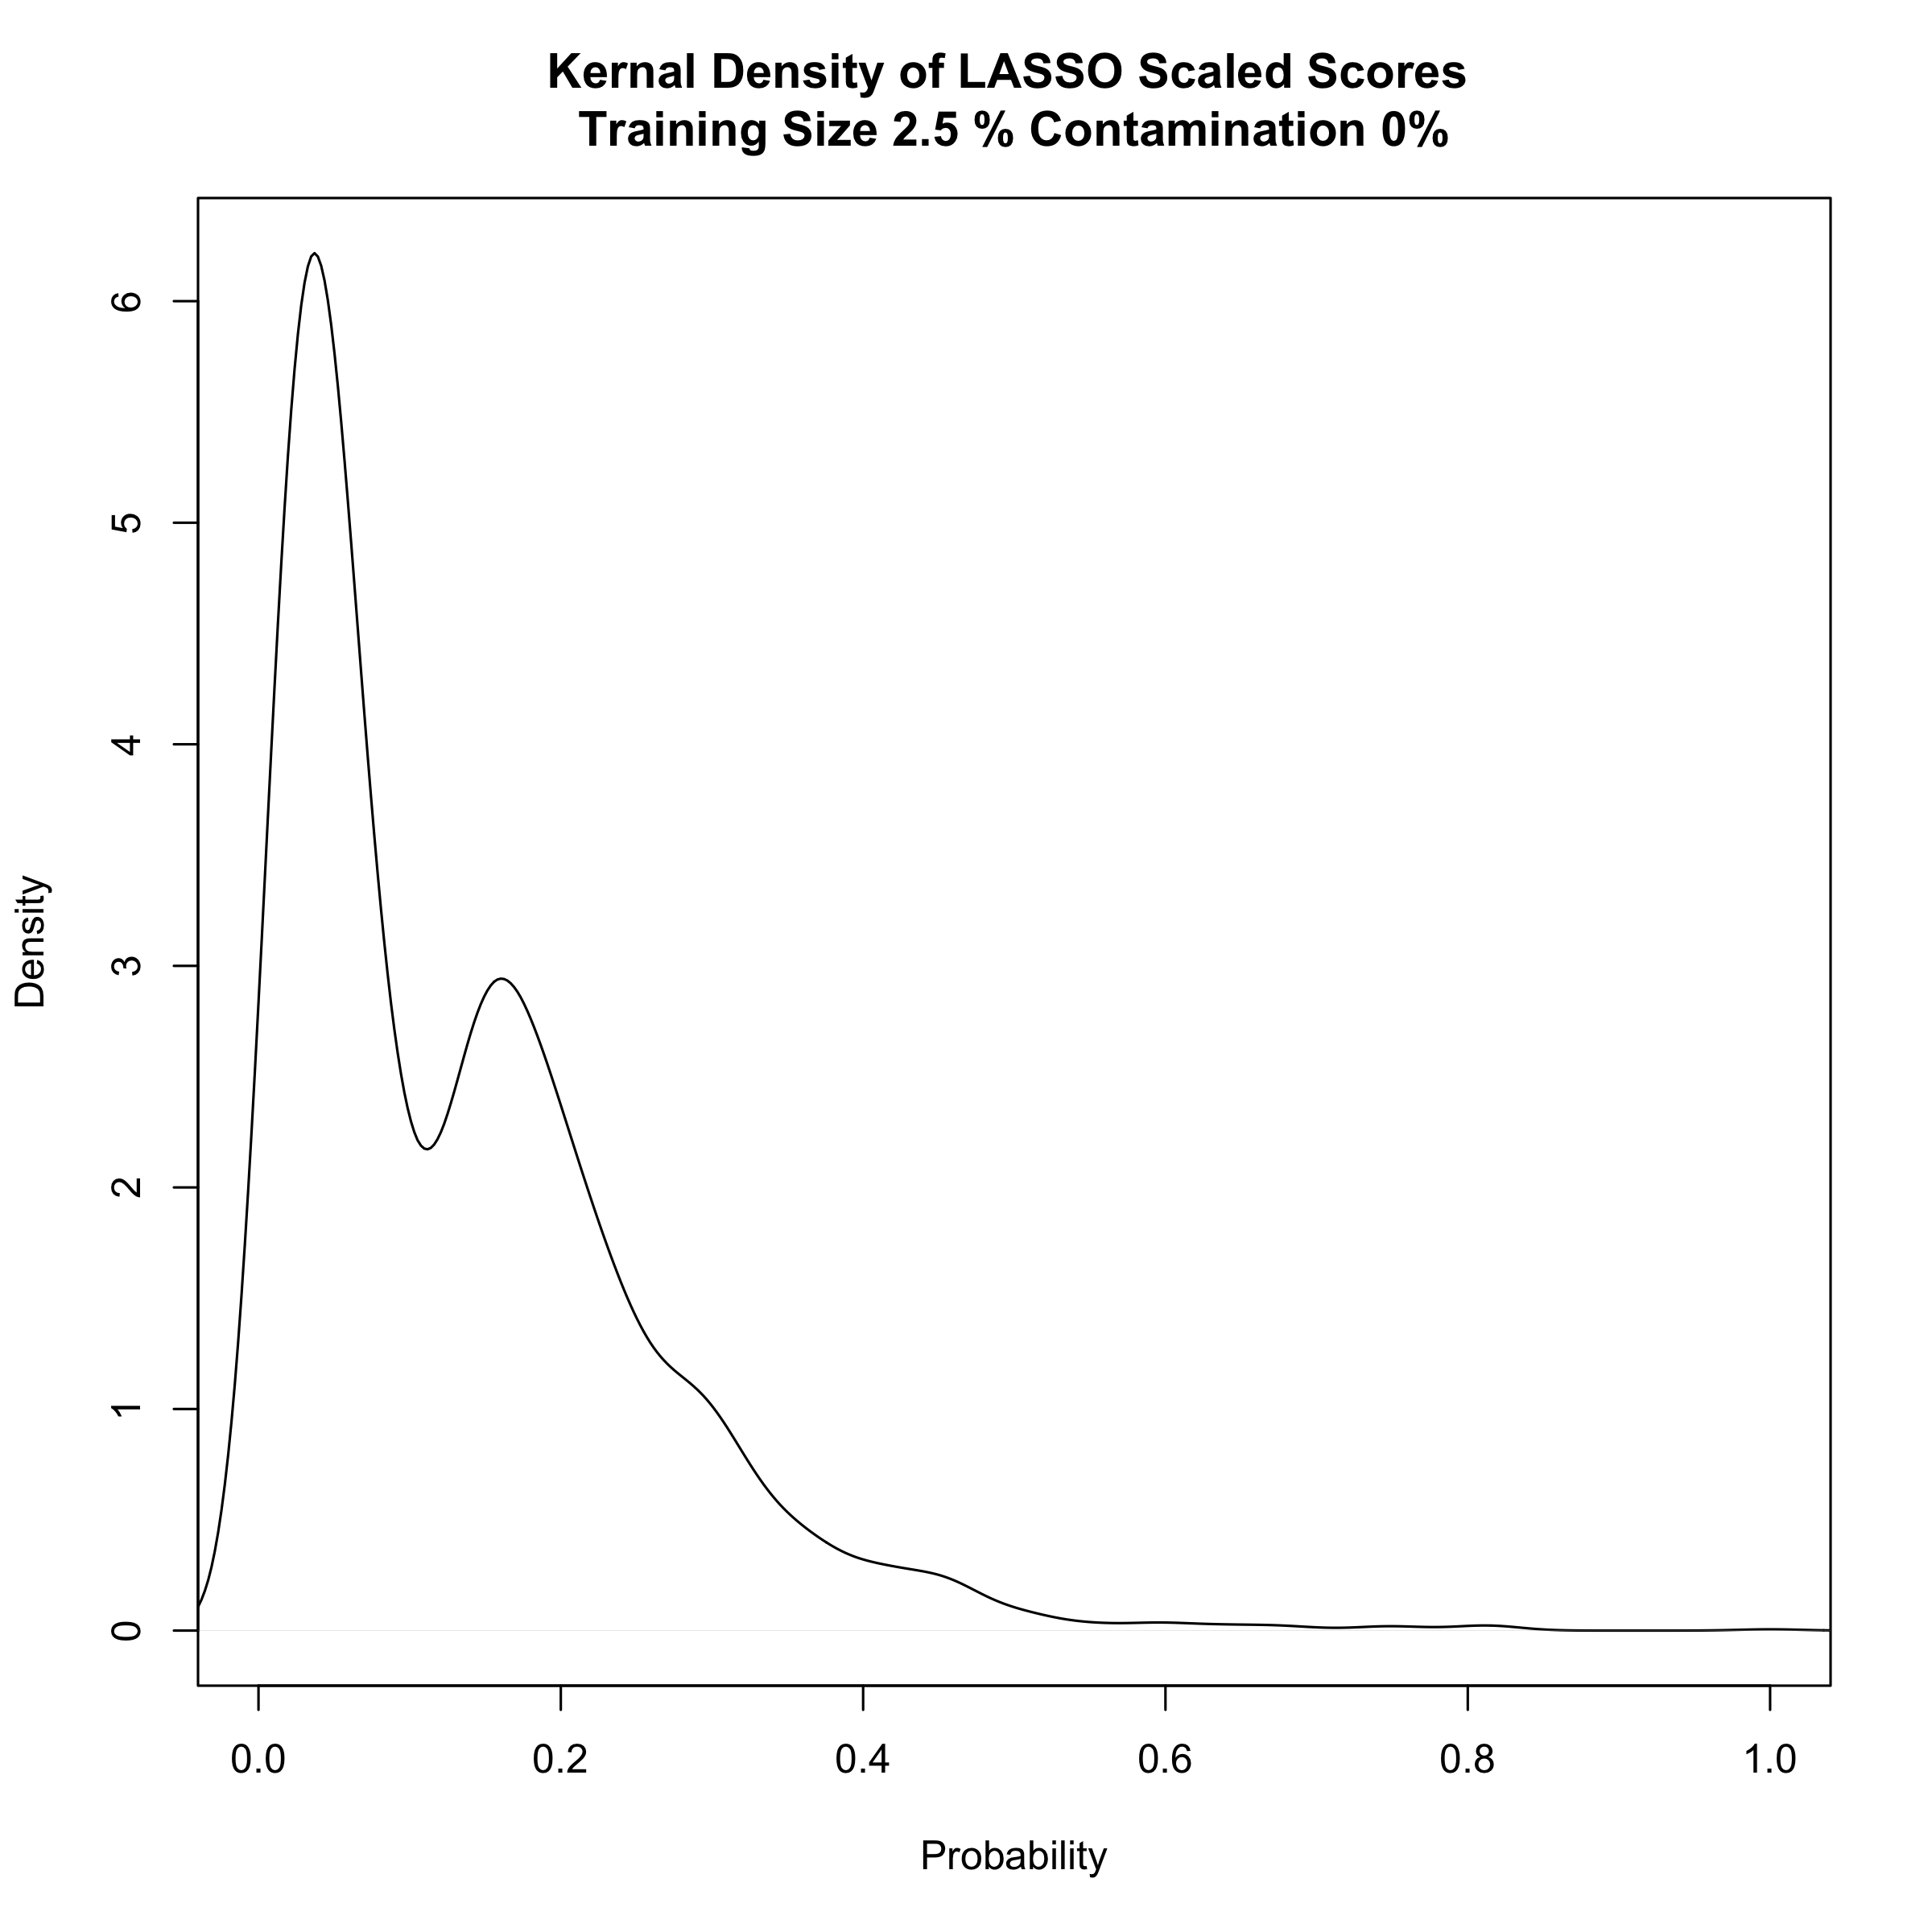 Kernal Density of LASSO Scaled Scores
Training Size 2.5 % Contamination 0%
Density
6
5
4
3
2
1
0
0.0 0.2 0.4 0.6 0.8 1.0
Probability